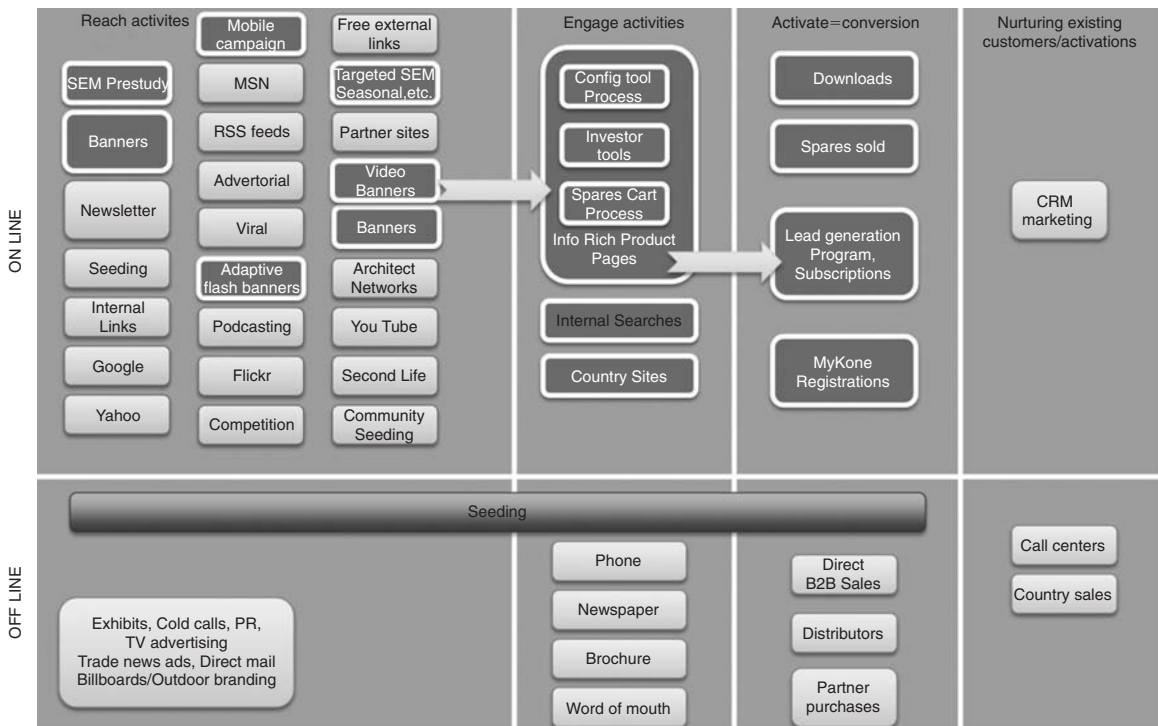 Reach activites
Mobile
campaign
Free external
links
SEM Prestudy
MSN
Targeted SEM
Seasonal,etc.
Banners
RSS feeds
Partner sites
Newsletter
Advertorial
Video
Banners
Viral
Banners
Seeding
Adaptive
flash banners
Architect
Networks
Internal
Links
Podcasting
You Tube
Google
Flickr
Second Life
Yahoo
Competition
Community
Seeding
Engage activities
Config tool
Process
Investor
tools
Spares Cart
Process
Info Rich Product
Pages
Internal Searches
Country Sites
Activate=conversion
Downloads
Spares sold
Lead generation
Program,
Subscriptions
MyKone
Registrations
Nurturing existing
customers/activations
CRM
marketing
ON LINE
OFF LINE
Seeding
Exhibits, Cold calls, PR,
TV advertising
Trade news ads, Direct mail
Billboards/Outdoor branding
Phone
Newspaper
Brochure
Word of mouth
Direct
B2B Sales
Distributors
Partner
purchases
Call centers
Country sales